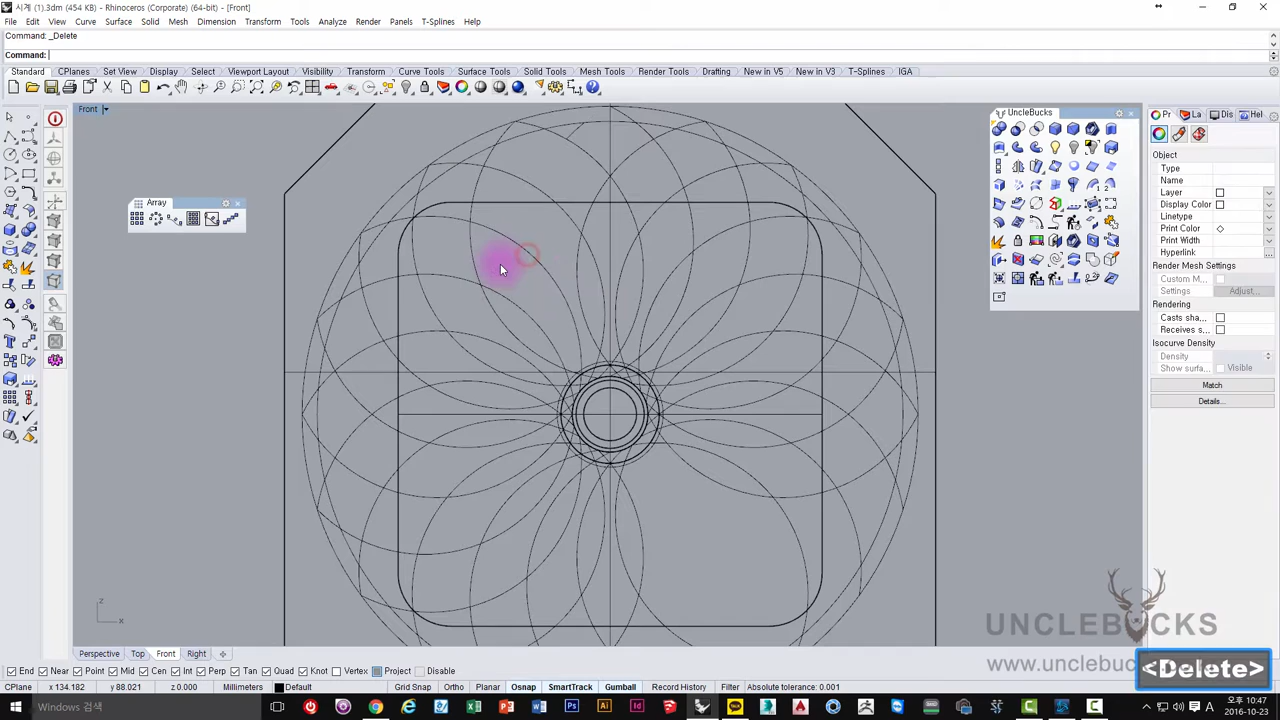 시계 (1).3dm (454 KB) - Rhinoceros (Corporate) (64-bit) - [Front]
File Edit View Curve Surface Solid Mesh Dimension Transform Tools Analyze Render Panels T-Splines Help
Command: _Delete
Command:
Standard CPlanes Set View Display Select Viewport Layout Visibility Transform Curve Tools Surface Tools Solid Tools Mesh Tools Render Tools Drafting New in V5 New in V3 T-Splines IGA
Front
UncleBucks
Pr La Dis Hel
Array
Object
Type
Name
Layer
Display Color
Linetype
Print Color
Print Width
Hyperlink
Render Mesh Settings
Custom M...
Settings Adjust...
Rendering
Casts sha...
Receives s...
Isocurve Density
Density
Show surfa... Visible
Match
Details...
z
x
UNCLEBUCKS
www.unclebuck
<Delete>
Perspective Top Front Right
End Near Point Mid Cen Int Perp Tan Quad Knot Vertex Project Disable
CPlane x 134.182 y 88.021 z 0.000 Millimeters Default Grid Snap Ortho Planar Osnap SmartTrack Gumball Record History Filter Absolute tolerance: 0.001
Windows 검색
오후 10:47
2016-10-23